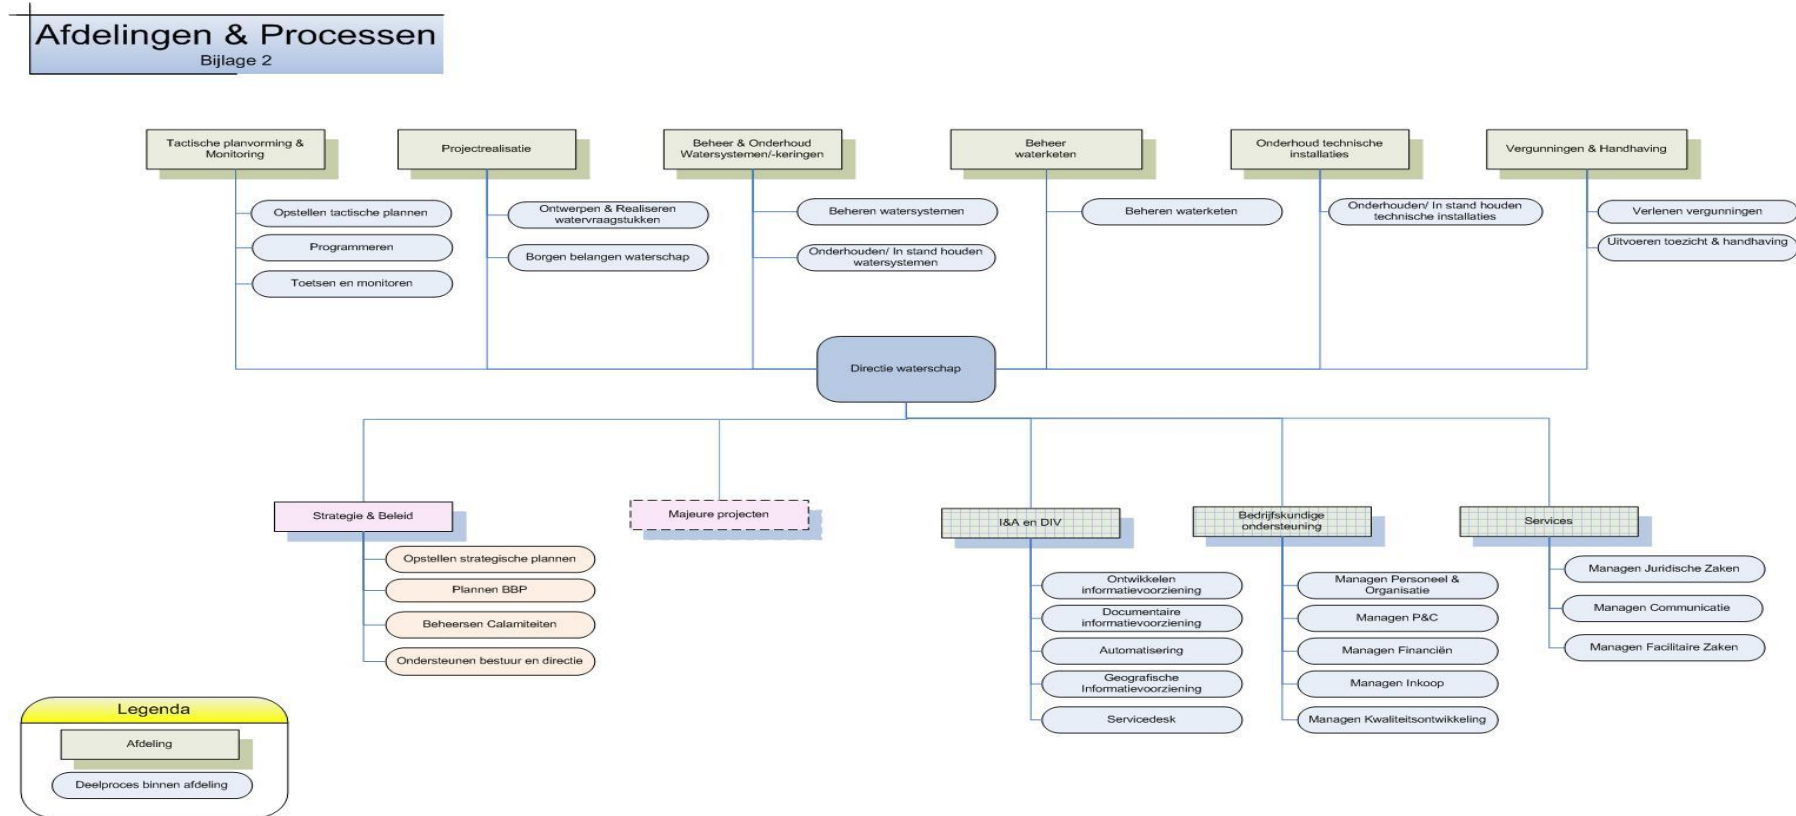 Afdelingen & Processen
Bijlage 2
Tactische planvorming &
Monitoring
Opstellen tactische plannen
Programmeren
Toetsen en monitoren
Projectrealisatie
Ontwerpen & Realiseren
watervraagstukken
Borgen belangen waterschap
Beheer & Onderhoud
Watersystemen/-keringen
Beheren watersystemen
Onderhouden/ In stand houden
watersystemen
Beheer
waterketen
Beheren waterketen
Onderhoud technische
installaties
Onderhouden/ In stand houden
technische installaties
Vergunningen & Handhaving
Verlenen vergunningen
Uitvoeren toezicht & handhaving
Directie waterschap
Strategie & Beleid
Opstellen strategische plannen
Plannen BBP
Beheersen Calamiteiten
Ondersteunen bestuur en directie
Majeure projecten
I&A en DIV
Ontwikkelen
informatievoorziening
Documentaire
informatievoorziening
Automatisering
Geografische
Informatievoorziening
Servicedesk
Bedrijfskundige
ondersteuning
Managen Personeel &
Organisatie
Managen P&C
Managen Financiën
Managen Inkoop
Managen Kwaliteitsontwikkeling
Services
Managen Juridische Zaken
Managen Communicatie
Managen Facilitaire Zaken
Legenda
Afdeling
Deelproces binnen afdeling